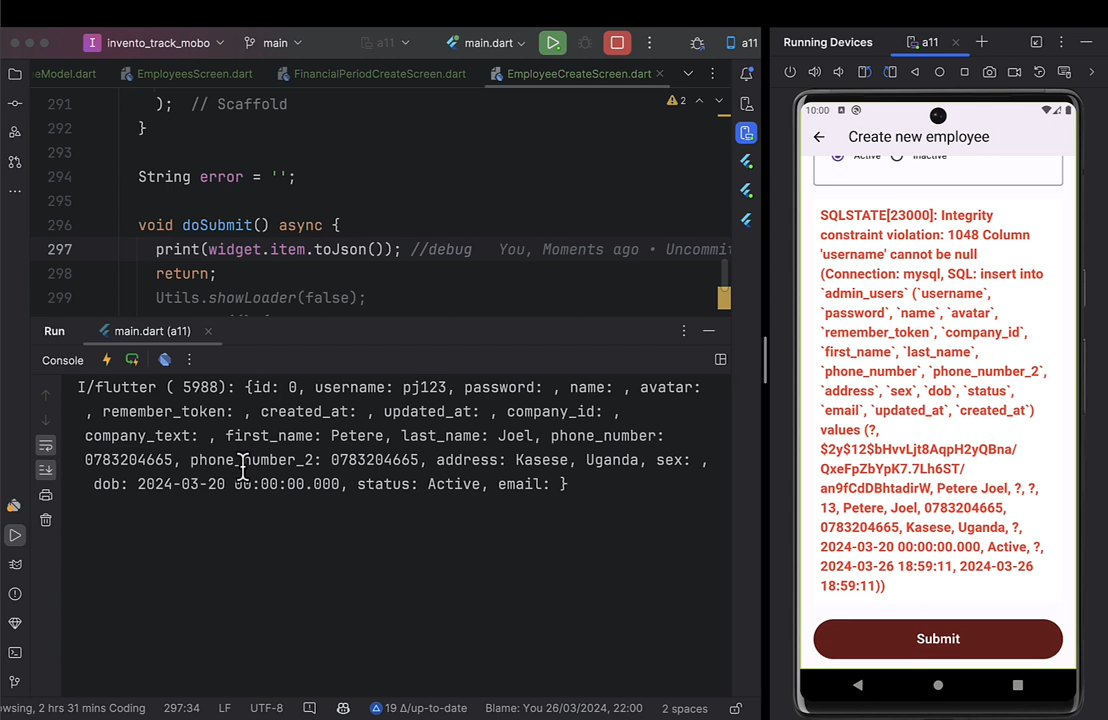 invento_track_mobo
main
a11
main.dart
a11
Running Devices
a11
eModel.dart
EmployeesScreen.dart
FinancialPeriodCreateScreen.dart
EmployeeCreateScreen.dart
291 ); // Scaffold
2
292 }
293
294 String error = '';
295
296 void doSubmit() async {
297 print(widget.item.toJson()); //debug You, Moments ago • Uncommit
298 return;
299 Utils.showLoader(false);
Run main.dart (a11)
Console
I/flutter ( 5988): {id: 0, username: pj123, password: , name: , avatar:
, remember_token: , created_at: , updated_at: , company_id: ,
company_text: , first_name: Petere, last_name: Joel, phone_number:
0783204665, phone_number_2: 0783204665, address: Kasese, Uganda, sex: ,
dob: 2024-03-20 00:00:00.000, status: Active, email: }
owsing, 2 hrs 31 mins Coding
297:34
LF
UTF-8
19 Δ/up-to-date
Blame: You 26/03/2024, 22:00
2 spaces
10:00
Create new employee
Active Inactive
SQLSTATE[23000]: Integrity
constraint violation: 1048 Column
'username' cannot be null
(Connection: mysql, SQL: insert into
`admin_users` (`username`,
`password`, `name`, `avatar`,
`remember_token`, `company_id`,
`first_name`, `last_name`,
`phone_number`, `phone_number_2`,
`address`, `sex`, `dob`, `status`,
`email`, `updated_at`, `created_at`)
values (?,
$2y$12$bHvvLjt8AqpH2yQBna/
QxeFpZbYpK7.7Lh6ST/
an9fCdDBhtadirW, Petere Joel, ?, ?,
13, Petere, Joel, 0783204665,
0783204665, Kasese, Uganda, ?,
2024-03-20 00:00:00.000, Active, ?,
2024-03-26 18:59:11, 2024-03-26
18:59:11))
Submit